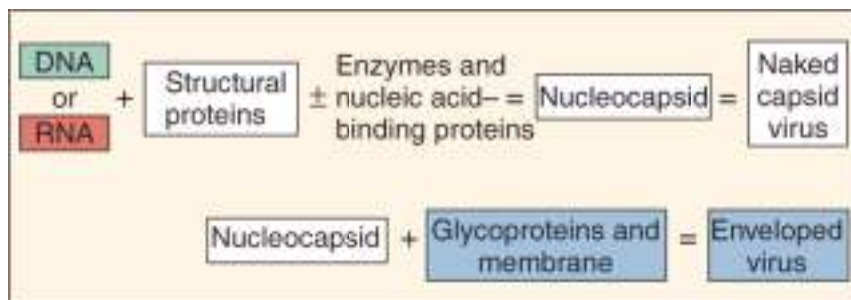 DNA
or
RNA
+
Structural
proteins
±
Enzymes and
nucleic acid–
binding proteins
=
Nucleocapsid
=
Naked
capsid
virus
Nucleocapsid
+
Glycoproteins and
membrane
=
Enveloped
virus